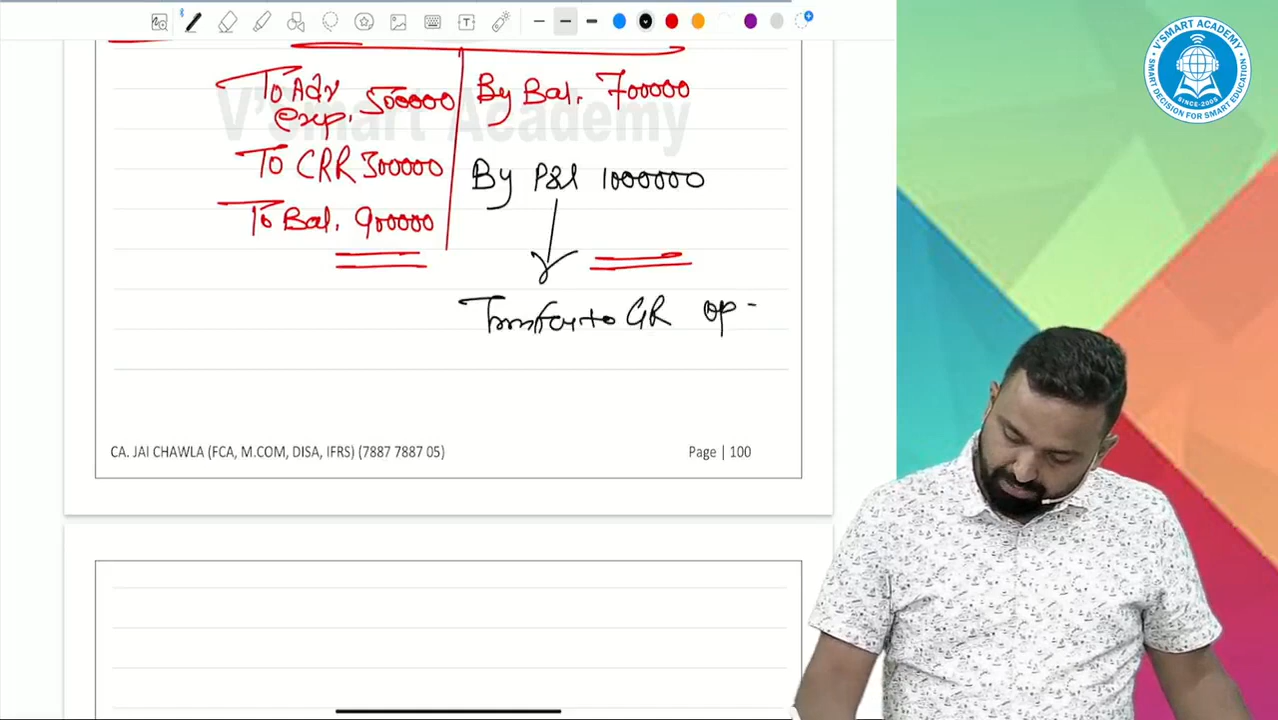 To Adv exp. 500000
By Bal. 700000
V'Smart Academy
To CRR 300000
By P&L 1000000
To Bal. 900000
Transfer to GR op -
CA. JAI CHAWLA (FCA, M.COM, DISA, IFRS) (7887 7887 05)
Page | 100
V'SMART ACADEMY
SINCE-2005
SMART DECISION FOR SMART EDUCATION
T